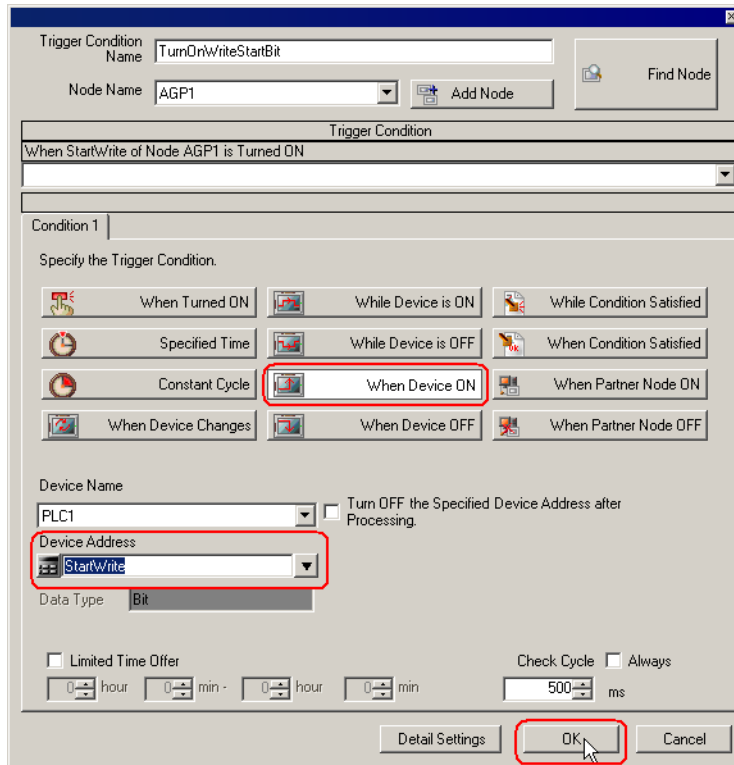 Trigger Condition
Name
TurnOnWriteStartBit
Node Name
AGP1
Add Node
Find Node
Trigger Condition
When StartWrite of Node AGP1 is Turned ON
Condition 1
Specify the Trigger Condition.
When Turned ON
While Device is ON
While Condition Satisfied
Specified Time
While Device is OFF
When Condition Satisfied
Constant Cycle
When Device ON
When Partner Node ON
When Device Changes
When Device OFF
When Partner Node OFF
Device Name
PLC1
Turn OFF the Specified Device Address after
Processing.
Device Address
StartWrite
Data Type
Bit
Limited Time Offer
Check Cycle
Always
0 hour
0 min -
0 hour
0 min
500 ms
Detail Settings
OK
Cancel